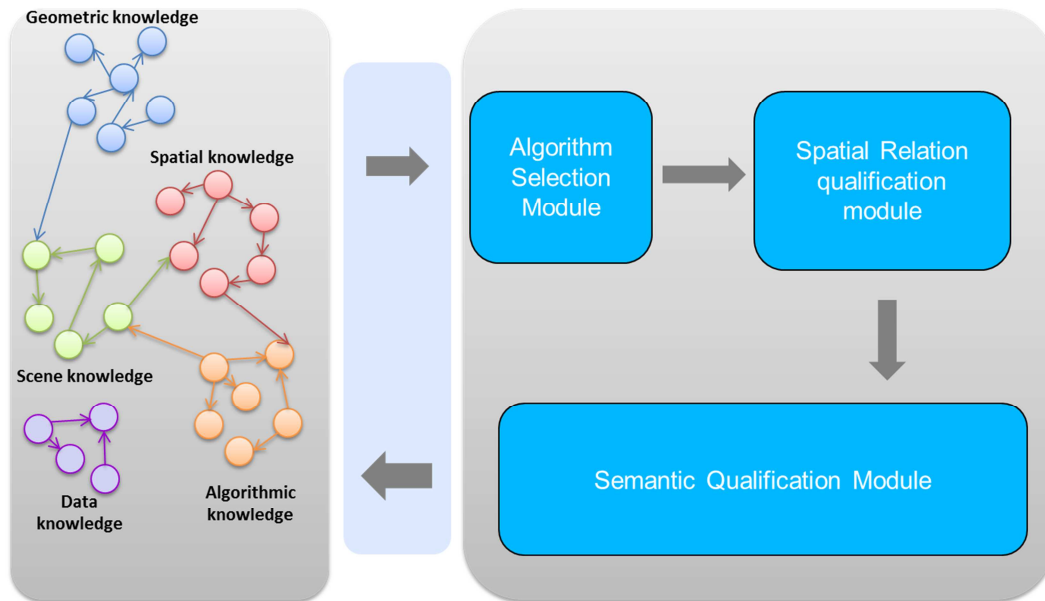 Geometric knowledge
Spatial knowledge
Scene knowledge
Data
knowledge
Algorithmic
knowledge
Algorithm
Selection
Module
Spatial Relation
qualification
module
Semantic Qualification Module